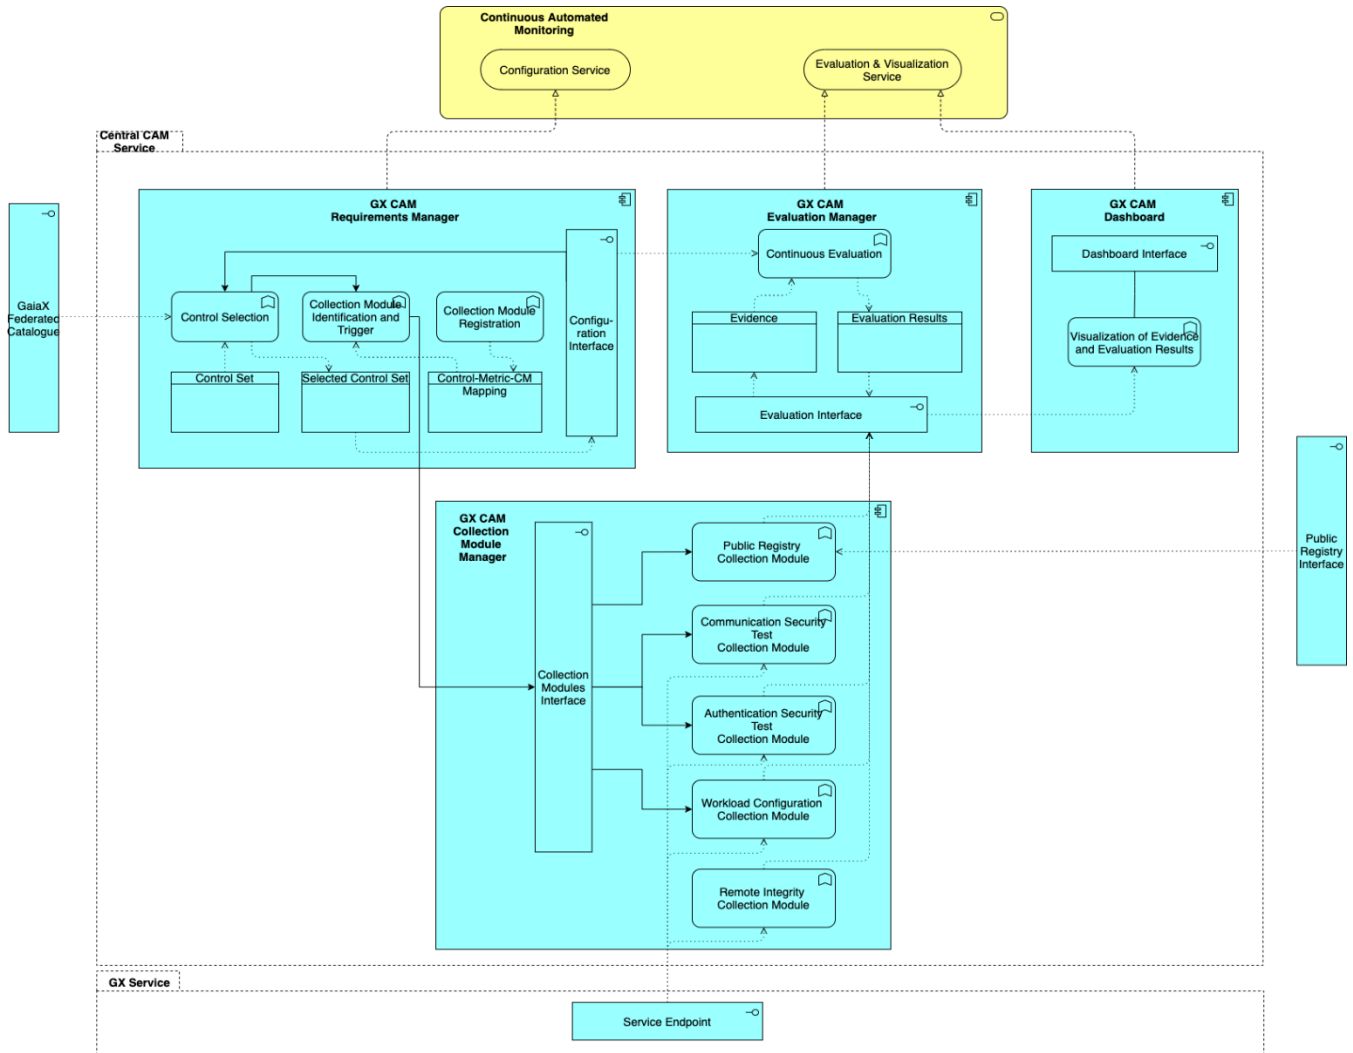 Continuous Automated
Monitoring
Configuration Service
Evaluation & Visualization
Service
Central CAM
Service
GX CAM
Requirements Manager
GX CAM
Evaluation Manager
GX CAM
Dashboard
GaiaX
Federated
Catalogue
Control Selection
Collection Module
Identification and
Trigger
Collection Module
Registration
Configu-
ration
Interface
Control Set
Selected Control Set
Control-Metric-CM
Mapping
Continuous Evaluation
Evidence
Evaluation Results
Evaluation Interface
Dashboard Interface
Visualization of Evidence
and Evaluation Results
GX CAM
Collection
Module
Manager
Collection
Modules
Interface
Public Registry
Collection Module
Communication Security
Test
Collection Module
Authentication Security
Test
Collection Module
Workload Configuration
Collection Module
Remote Integrity
Collection Module
Public
Registry
Interface
GX Service
Service Endpoint